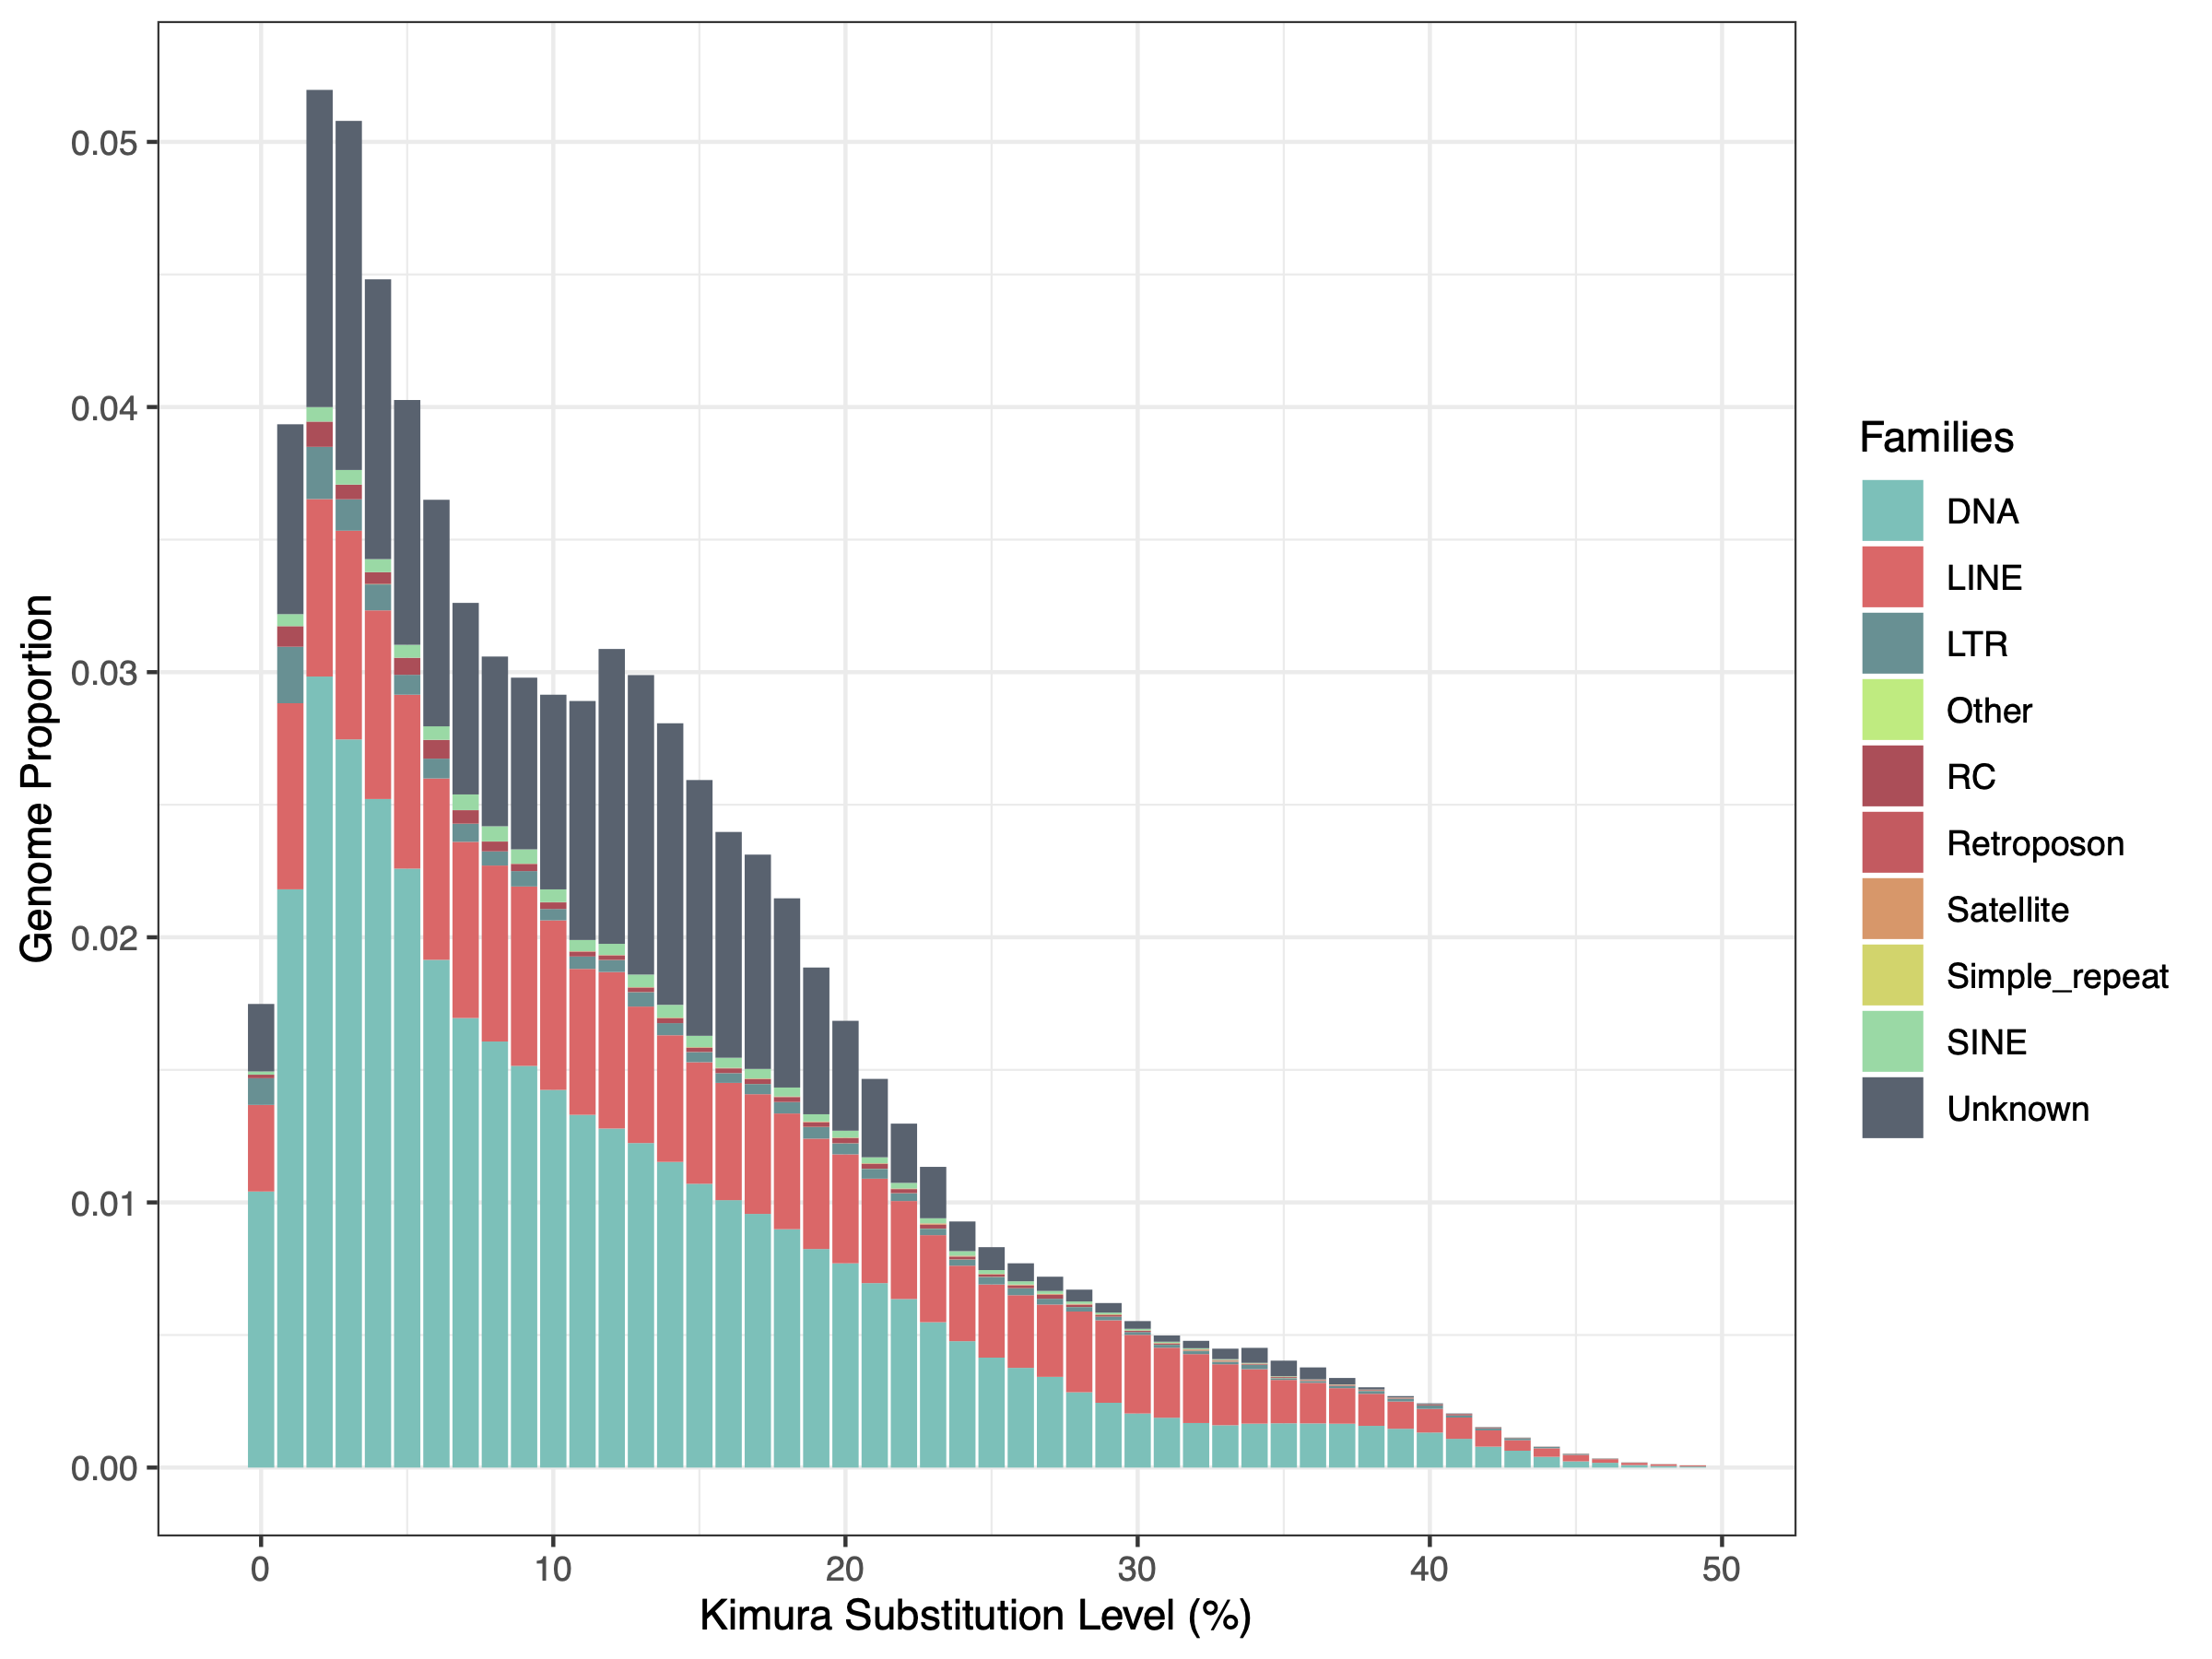 0.05
0.04
0.03
0.02
0.01
0.00
Genome Proportion
0 10 20 30 40 50
Kimura Substitution Level (%)
Families
DNA
LINE
LTR
Other
RC
Retroposon
Satellite
Simple_repeat
SINE
Unknown